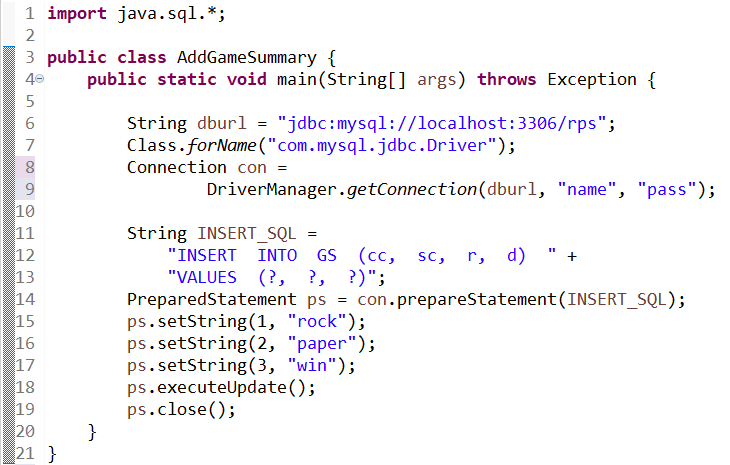 1 import java.sql.*;
2
3 public class AddGameSummary {
4 public static void main(String[] args) throws Exception {
5
6 String dburl = "jdbc:mysql://localhost:3306/rps";
7 Class.forName("com.mysql.jdbc.Driver");
8 Connection con =
9 DriverManager.getConnection(dburl, "name", "pass");
10
11 String INSERT_SQL =
12 "INSERT INTO GS (cc, sc, r, d) " +
13 "VALUES (?, ?, ?)";
14 PreparedStatement ps = con.prepareStatement(INSERT_SQL);
15 ps.setString(1, "rock");
16 ps.setString(2, "paper");
17 ps.setString(3, "win");
18 ps.executeUpdate();
19 ps.close();
20 }
21 }